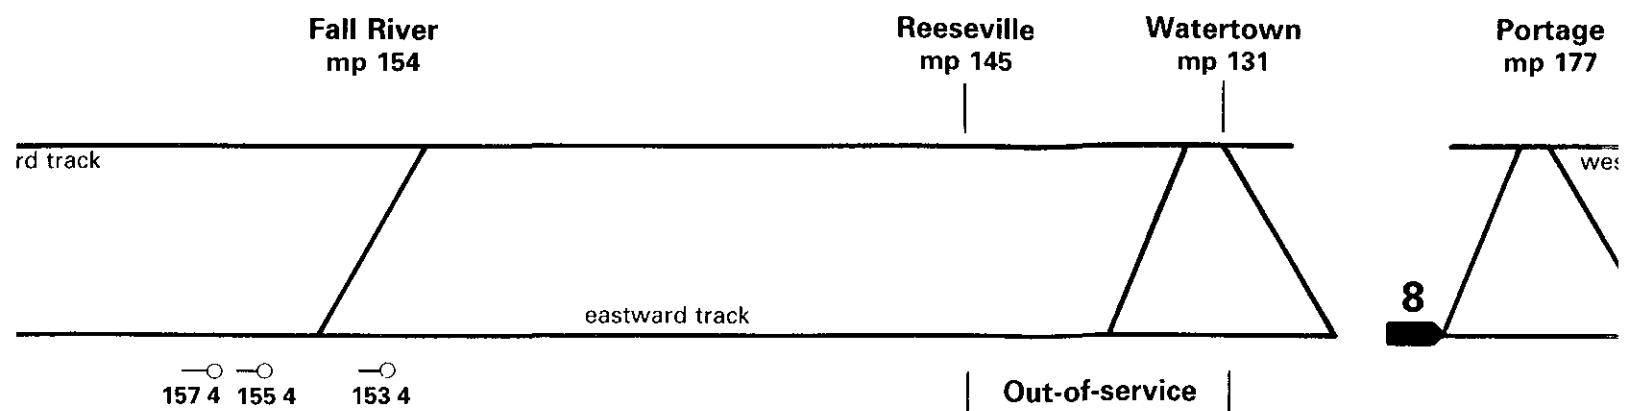 Fall River
mp 154
Reeseville
mp 145
Watertown
mp 131
Portage
mp 177
rd track
wes
8
eastward track
157 4
155 4
153 4
Out-of-service